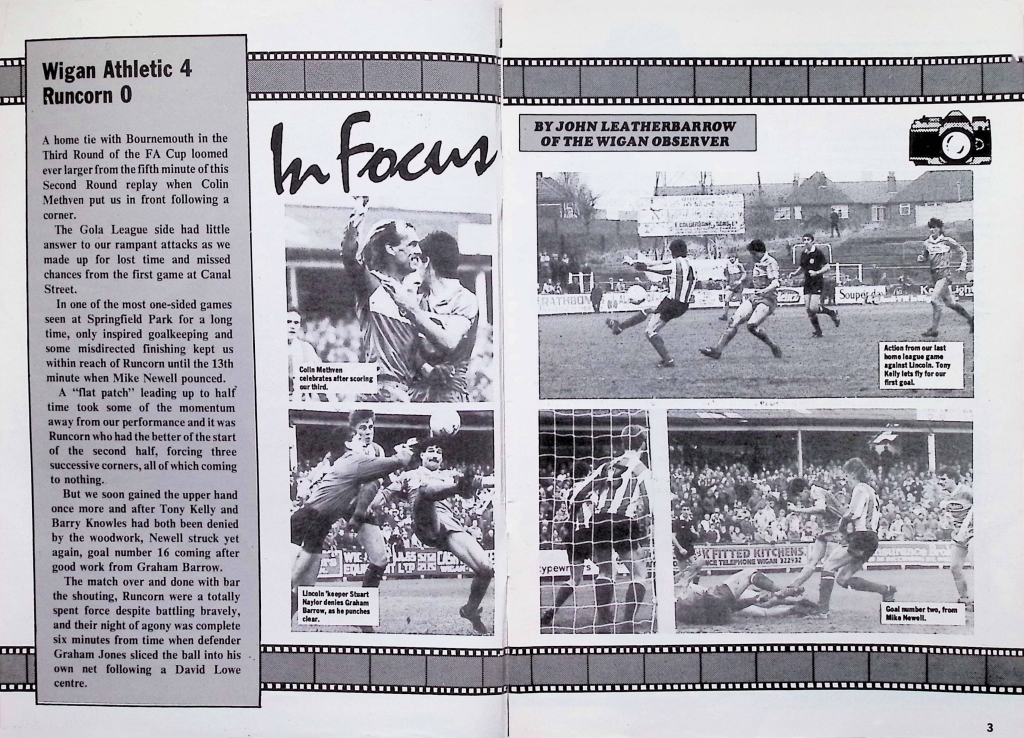 Wigan Athletic 4
Runcorn 0
A home tie with Bournemouth in the
Third Round of the FA Cup loomed
ever larger from the fifth minute of this
Second Round replay when Colin
Methven put us in front following a
corner.
The Gola League side had little
answer to our rampant attacks as we
made up for lost time and missed
chances from the first game at Canal
Street.
In one of the most one-sided games
seen at Springfield Park for a long
time, only inspired goalkeeping and
some misdirected finishing kept us
within reach of Runcorn until the 13th
minute when Mike Newell pounced.
A “flat patch” leading up to half
time took some of the momentum
away from our performance and it was
Runcorn who had the better of the start
of the second half, forcing three
successive corners, all of which coming
to nothing.
But we soon gained the upper hand
once more and after Tony Kelly and
Barry Knowles had both been denied
by the woodwork, Newell struck yet
again, goal number 16 coming after
good work from Graham Barrow.
The match over and done with bar
the shouting, Runcorn were a totally
spent force despite battling bravely,
and their night of agony was complete
six minutes from time when defender
Graham Jones sliced the ball into his
own net following a David Lowe
centre.
In Focus
Colin Methven
celebrates after scoring
our third.
Lincoln 'keeper Stuart
Naylor denies Graham
Barrow, as he punches
clear.
BY JOHN LEATHERBARROW
OF THE WIGAN OBSERVER
RATHBON
Souper day
Action from our last
home league game
against Lincoln. Tony
Kelly lets fly for our
first goal.
ypewr
K FITTED KITCHENS
NCE TELEPHONE WIGAN 322432
surance Brok
Goal number two, from
Mike Newell.
3